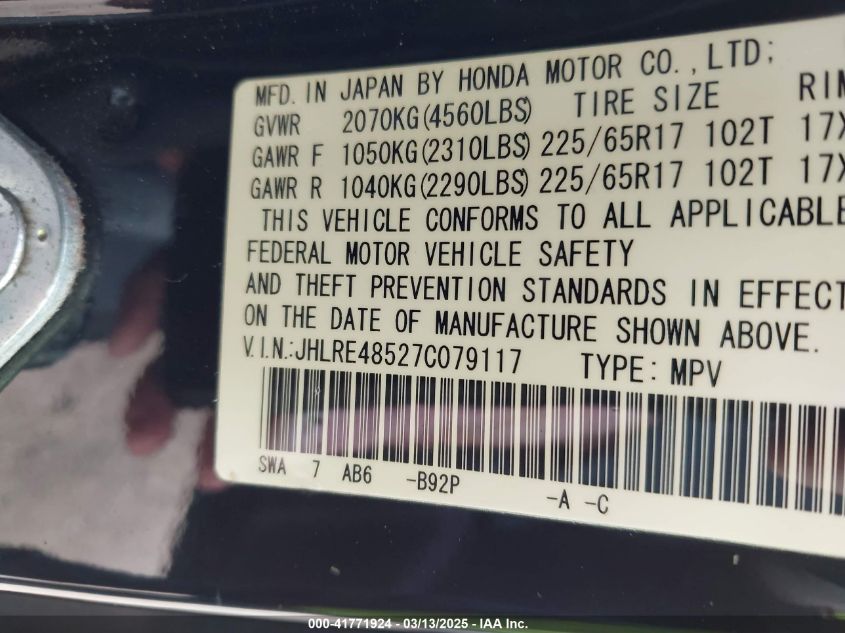 MFD. IN JAPAN BY HONDA MOTOR CO., LTD;
GVWR 2070KG(4560LBS) TIRE SIZE RIM
GAWR F 1050KG(2310LBS) 225/65R17 102T 17X
GAWR R 1040KG(2290LBS) 225/65R17 102T 17X
THIS VEHICLE CONFORMS TO ALL APPLICABLE
FEDERAL MOTOR VEHICLE SAFETY
AND THEFT PREVENTION STANDARDS IN EFFECT
ON THE DATE OF MANUFACTURE SHOWN ABOVE.
V.I.N.:JHLRE48527C079117 TYPE: MPV
SWA 7 AB6 -B92P -A -C
000-41771924 / 03/13/2025 - IAA Inc.